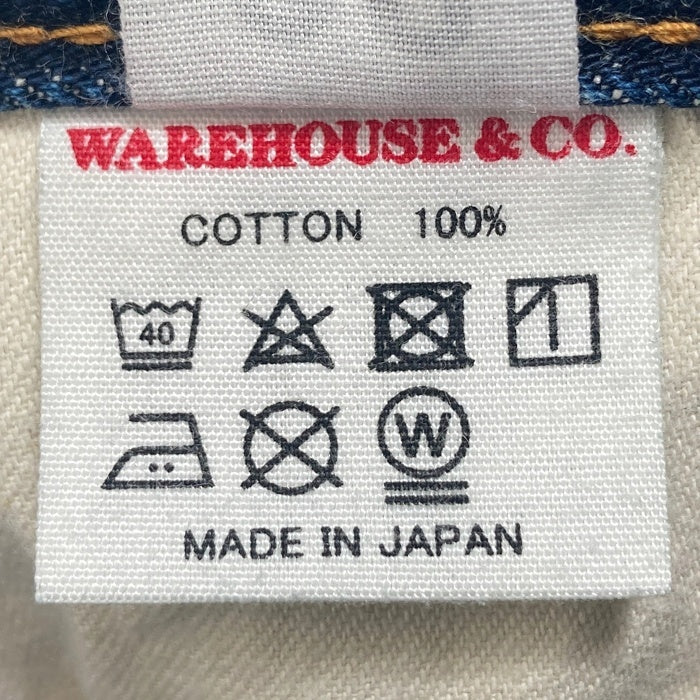 WAREHOUSE & CO.
COTTON 100%
40
W
MADE IN JAPAN